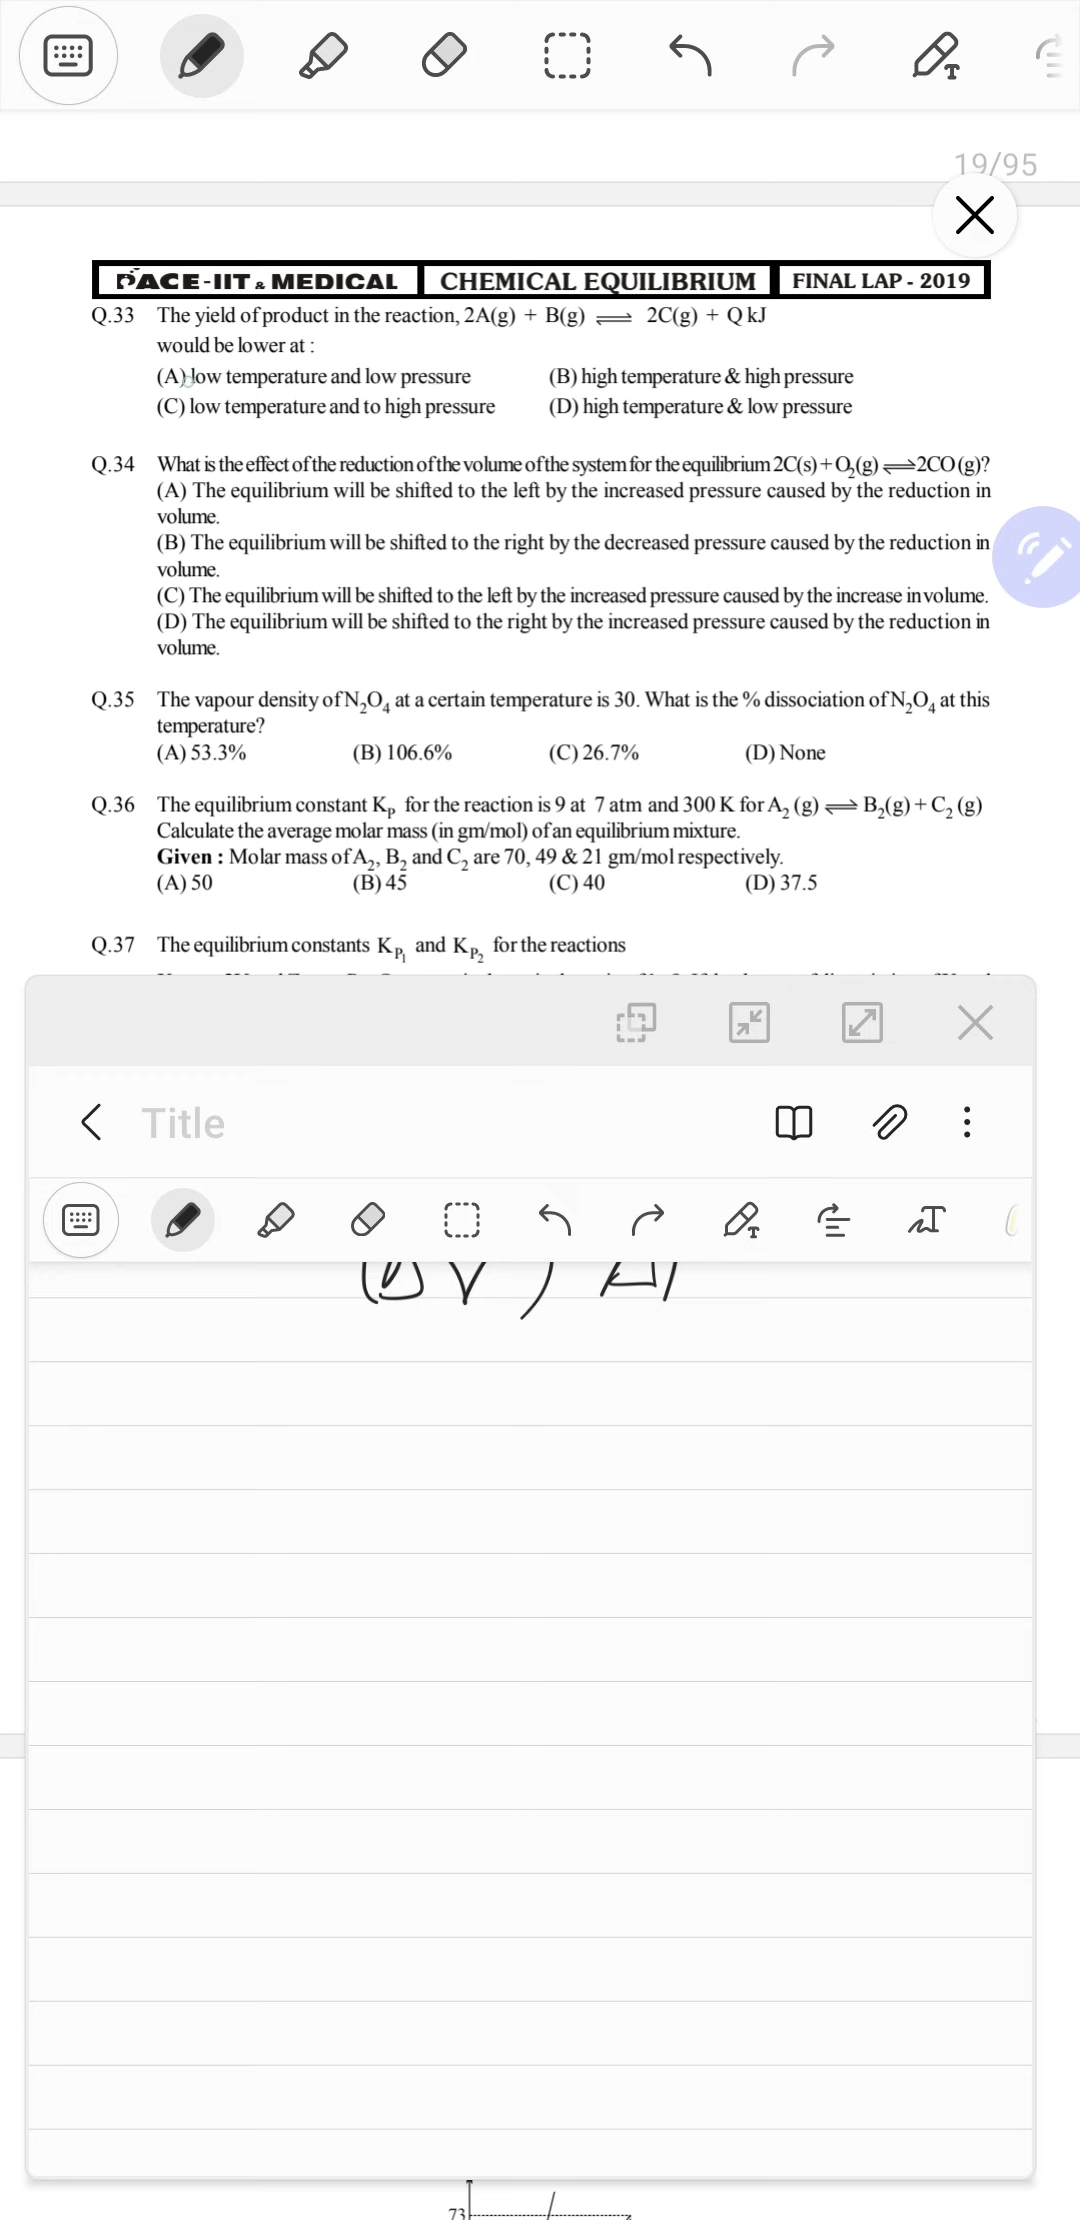 19/95
PACE-IIT & MEDICAL CHEMICAL EQUILIBRIUM FINAL LAP - 2019
Q.33 The yield of product in the reaction, 2A(g) + B(g) ⇌ 2C(g) + Q kJ
would be lower at :
(A) low temperature and low pressure (B) high temperature & high pressure
(C) low temperature and to high pressure (D) high temperature & low pressure
Q.34 What is the effect of the reduction of the volume of the system for the equilibrium 2C(s) + O₂(g) ⇌ 2CO (g)?
(A) The equilibrium will be shifted to the left by the increased pressure caused by the reduction in
volume.
(B) The equilibrium will be shifted to the right by the decreased pressure caused by the reduction in
volume.
(C) The equilibrium will be shifted to the left by the increased pressure caused by the increase in volume.
(D) The equilibrium will be shifted to the right by the increased pressure caused by the reduction in
volume.
Q.35 The vapour density of N₂O₄ at a certain temperature is 30. What is the % dissociation of N₂O₄ at this
temperature?
(A) 53.3% (B) 106.6% (C) 26.7% (D) None
Q.36 The equilibrium constant Kₚ for the reaction is 9 at 7 atm and 300 K for A₂ (g) ⇌ B₂(g) + C₂ (g)
Calculate the average molar mass (in gm/mol) of an equilibrium mixture.
Given : Molar mass of A₂, B₂ and C₂ are 70, 49 & 21 gm/mol respectively.
(A) 50 (B) 45 (C) 40 (D) 37.5
Q.37 The equilibrium constants K_P₁ and K_P₂ for the reactions
Title
73